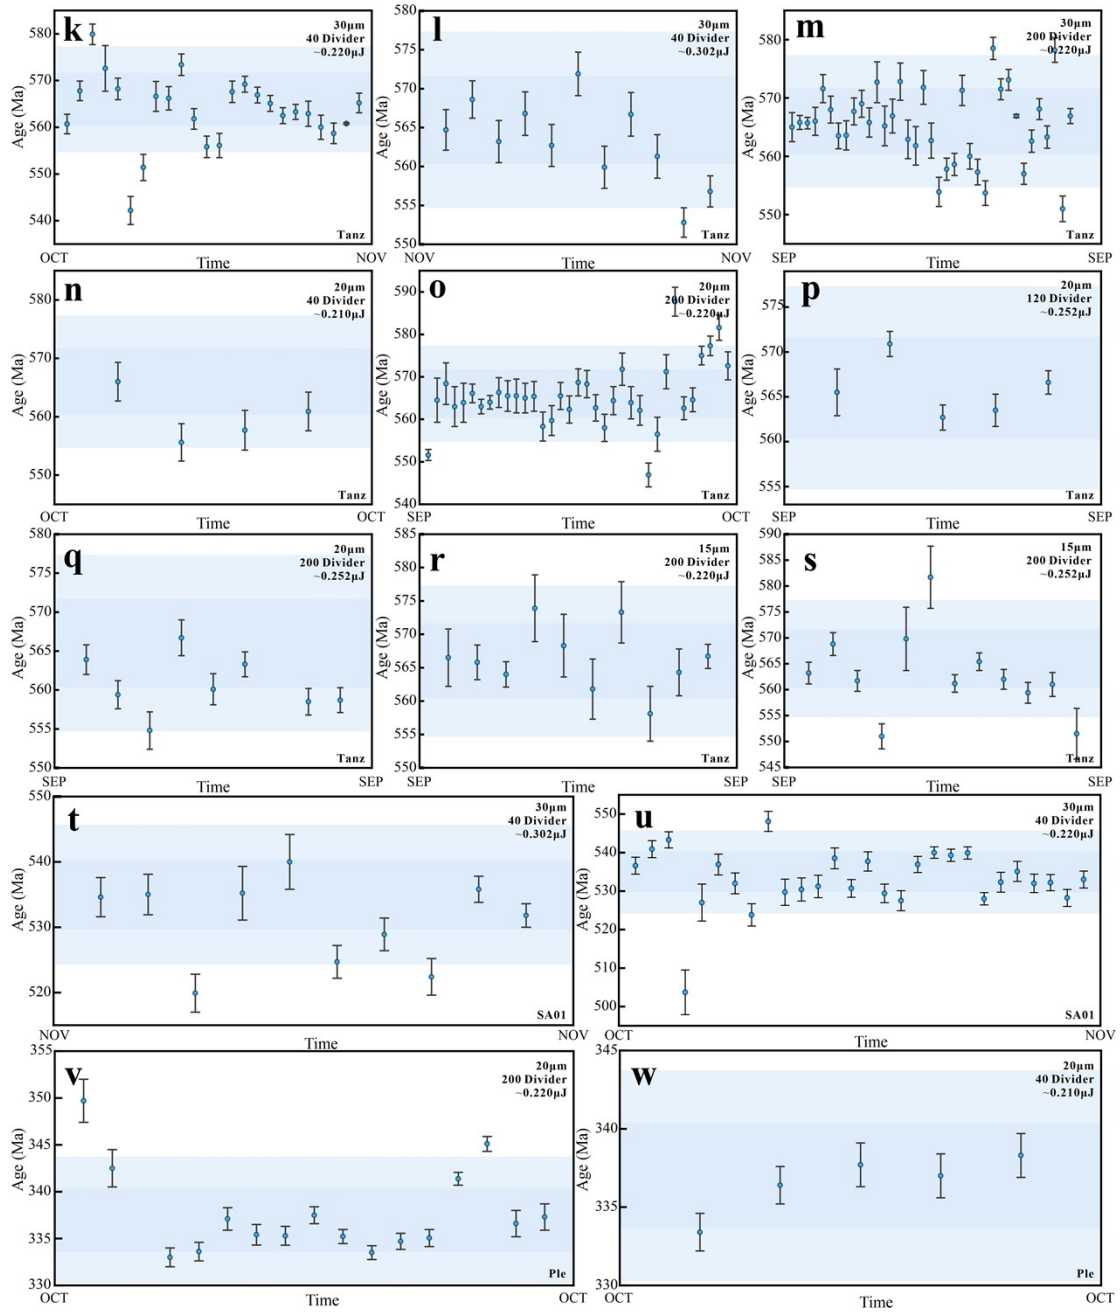 k
30μm
40 Divider
~0.220μJ
580
570
560
550
540
Age (Ma)
Tanz
OCT
Time
NOV
l
30μm
40 Divider
~0.302μJ
580
575
570
565
560
555
550
Age (Ma)
Tanz
NOV
Time
NOV
m
30μm
200 Divider
~0.220μJ
580
570
560
550
Age (Ma)
Tanz
SEP
Time
SEP
n
20μm
40 Divider
~0.210μJ
580
570
560
550
Age (Ma)
Tanz
OCT
Time
OCT
o
20μm
200 Divider
~0.220μJ
590
580
570
560
550
540
Age (Ma)
Tanz
SEP
Time
OCT
p
20μm
120 Divider
~0.252μJ
575
570
565
560
555
Age (Ma)
Tanz
SEP
Time
SEP
q
20μm
200 Divider
~0.252μJ
580
575
570
565
560
555
550
Age (Ma)
Tanz
SEP
Time
SEP
r
15μm
200 Divider
~0.220μJ
585
580
575
570
565
560
555
550
Age (Ma)
Tanz
SEP
Time
SEP
s
15μm
200 Divider
~0.252μJ
590
585
580
575
570
565
560
555
550
545
Age (Ma)
Tanz
SEP
Time
SEP
t
30μm
40 Divider
~0.302μJ
550
540
530
520
Age (Ma)
SA01
NOV
Time
NOV
u
30μm
40 Divider
~0.220μJ
550
540
530
520
510
500
Age (Ma)
SA01
OCT
Time
NOV
v
20μm
200 Divider
~0.220μJ
355
350
345
340
335
330
Age (Ma)
Ple
OCT
Time
OCT
w
20μm
40 Divider
~0.210μJ
345
340
335
330
Age (Ma)
Ple
OCT
Time
OCT